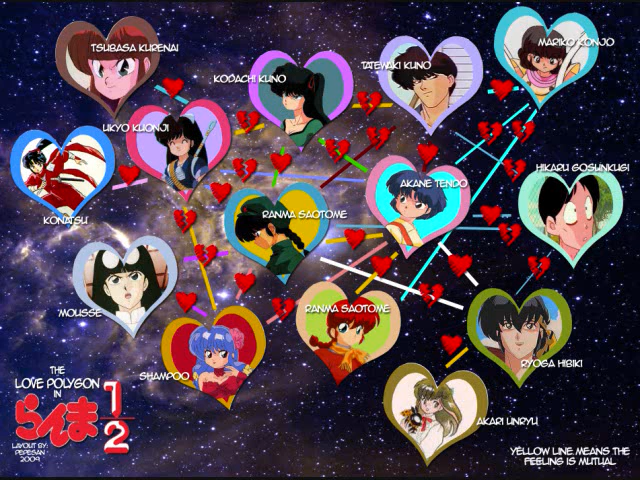 TSUBASA KURENAI
KODACHI KUNO
TATEWAKI KUNO
MARIKO KONJO
UKYO KUONJI
HIKARU GOSUNKUGI
AKANE TENDO
KONATSU
RANMA SAOTOME
MOUSSE
RANMA SAOTOME
SHAMPOO
RYOGA HIBIKI
AKARI UNRYU
THE
LOVE POLYGON
IN
らんま 1/2
LAYOUT BY:
PEPESAN
2009
YELLOW LINE MEANS THE
FEELING IS MUTUAL